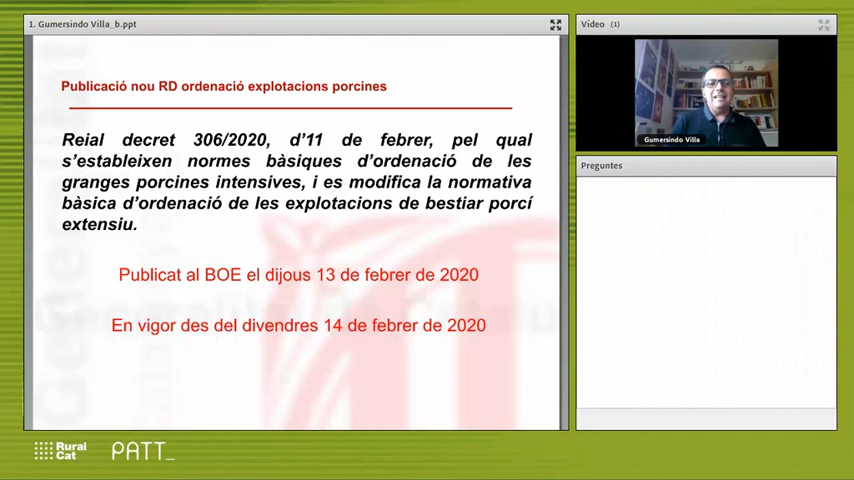 1. Gumersindo Villa_b.ppt
Publicació nou RD ordenació explotacions porcines
Reial decret 306/2020, d'11 de febrer, pel qual
s'estableixen normes bàsiques d'ordenació de les
granges porcines intensives, i es modifica la normativa
bàsica d'ordenació de les explotacions de bestiar porcí
extensiu.
Publicat al BOE el dijous 13 de febrer de 2020
En vigor des del divendres 14 de febrer de 2020
Vídeo (1)
Gumersindo Villa
Preguntes
Rural
Cat
PATT_